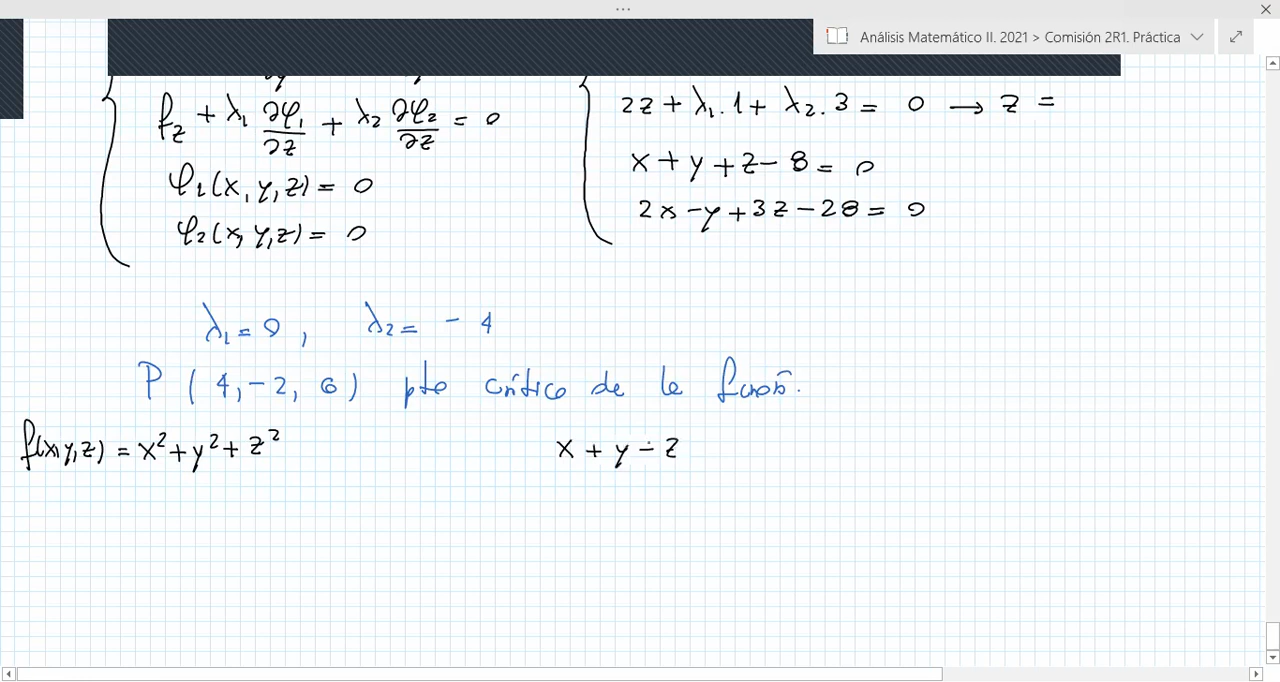 Análisis Matemático II. 2021 > Comisión 2R1. Práctica
f_z + λ₁ ∂φ₁/∂z + λ₂ ∂φ₂/∂z = 0
φ₁(x, y, z) = 0
φ₂(x, y, z) = 0
2z + λ₁. 1 + λ₂. 3 = 0 → z =
x + y + z - 8 = 0
2x - y + 3z - 28 = 0
λ₁ = 0, λ₂ = - 4
P (4, -2, 6) pto crítico de la
f(x,y,z) = x² + y² + z²
x + y - z